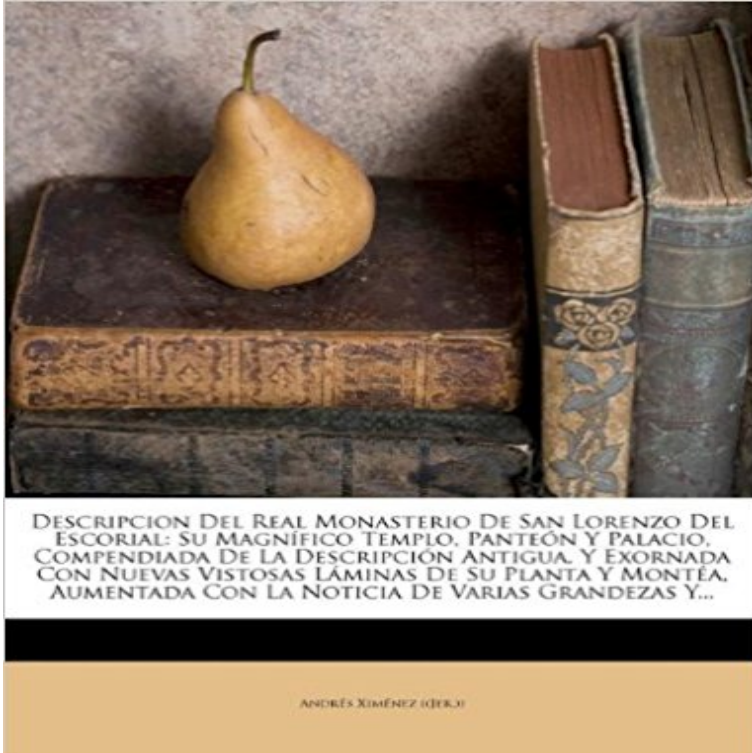 Descripcion Del Real Monasterio De San Lorenzo Del
Escorial: Su Magnífico Templo, Panteón Y Palacio,
Compendiada De La Descripción Antigua, Y Exornada
Con Nuevas Vistosas Láminas De Su Planta Y Montéa,
Aumentada Con La Noticia De Varias Grandezas Y...
Andrés Ximénez ((Jer.))